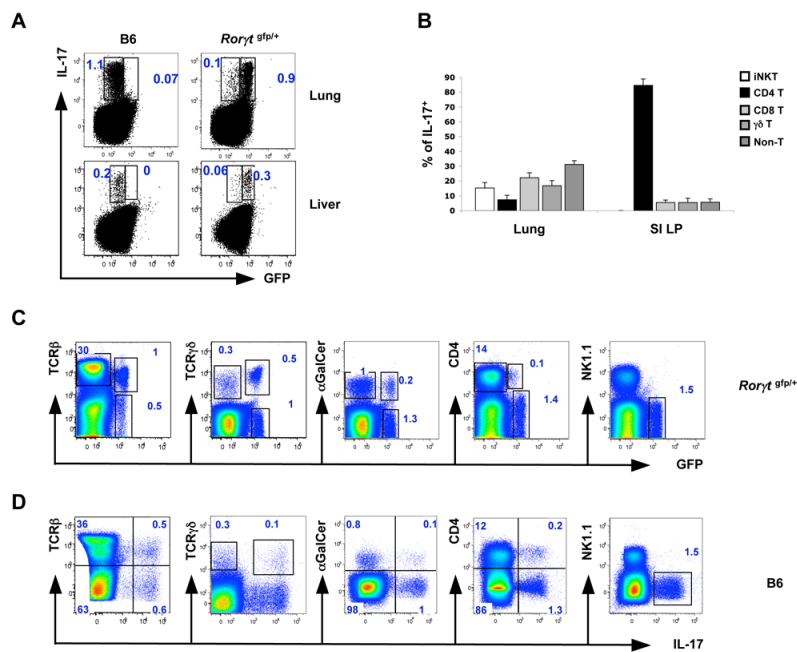 A
B6
Rorγt gfp/+
IL-17
1.1
0.07
0.1
0.9
Lung
0.2
0
0.06
0.3
Liver
GFP
B
% of IL-17+
90
80
70
60
50
40
30
20
10
0
Lung
SI LP
iNKT
CD4 T
CD8 T
γδ T
Non-T
C
TCRβ
30
1
0.5
TCRγδ
0.3
0.5
1
αGalCer
1
0.2
1.3
CD4
14
0.1
1.4
NK1.1
1.5
Rorγt gfp/+
GFP
D
TCRβ
36
0.5
63
0.6
TCRγδ
0.3
0.1
αGalCer
0.8
0.1
98
1
CD4
12
0.2
86
1.3
NK1.1
1.5
B6
IL-17